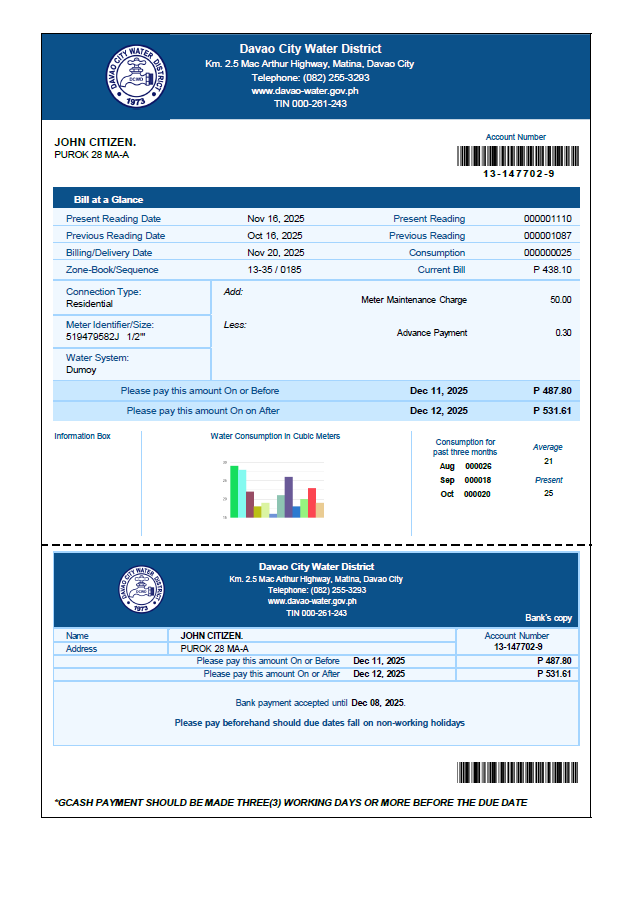 Davao City Water District
Km. 2.5 Mac Arthur Highway, Matina, Davao City
Telephone: (082) 255-3293
www.davao-water.gov.ph
TIN 000-261-243
DAVAO CITY WATER DISTRICT
DCWD
1973
JOHN CITIZEN.
PUROK 28 MA-A
Account Number
13-147702-9
Bill at a Glance
Present Reading Date Nov 16, 2025 Present Reading 000001110
Previous Reading Date Oct 16, 2025 Previous Reading 000001087
Billing/Delivery Date Nov 20, 2025 Consumption 000000025
Zone-Book/Sequence 13-35 / 0185 Current Bill P 438.10
Connection Type:
Residential
Add:
Meter Maintenance Charge 50.00
Meter Identifier/Size:
519479582J 1/2'"
Less:
Advance Payment 0.30
Water System:
Dumoy
Please pay this amount On or Before Dec 11, 2025 P 487.80
Please pay this amount On on After Dec 12, 2025 P 531.61
Information Box
Water Consumption in Cubic Meters
Consumption for
past three months
Aug 000026
Sep 000018
Oct 000020
Average
21
Present
25
Davao City Water District
Km. 2.5 Mac Arthur Highway, Matina, Davao City
Telephone: (082) 255-3293
www.davao-water.gov.ph
TIN 000-261-243
DAVAO CITY WATER DISTRICT
DCWD
1973
Bank's copy
Name JOHN CITIZEN.
Address PUROK 28 MA-A
Account Number
13-147702-9
Please pay this amount On or Before Dec 11, 2025 P 487.80
Please pay this amount On or After Dec 12, 2025 P 531.61
Bank payment accepted until Dec 08, 2025.
Please pay beforehand should due dates fall on non-working holidays
*GCASH PAYMENT SHOULD BE MADE THREE(3) WORKING DAYS OR MORE BEFORE THE DUE DATE